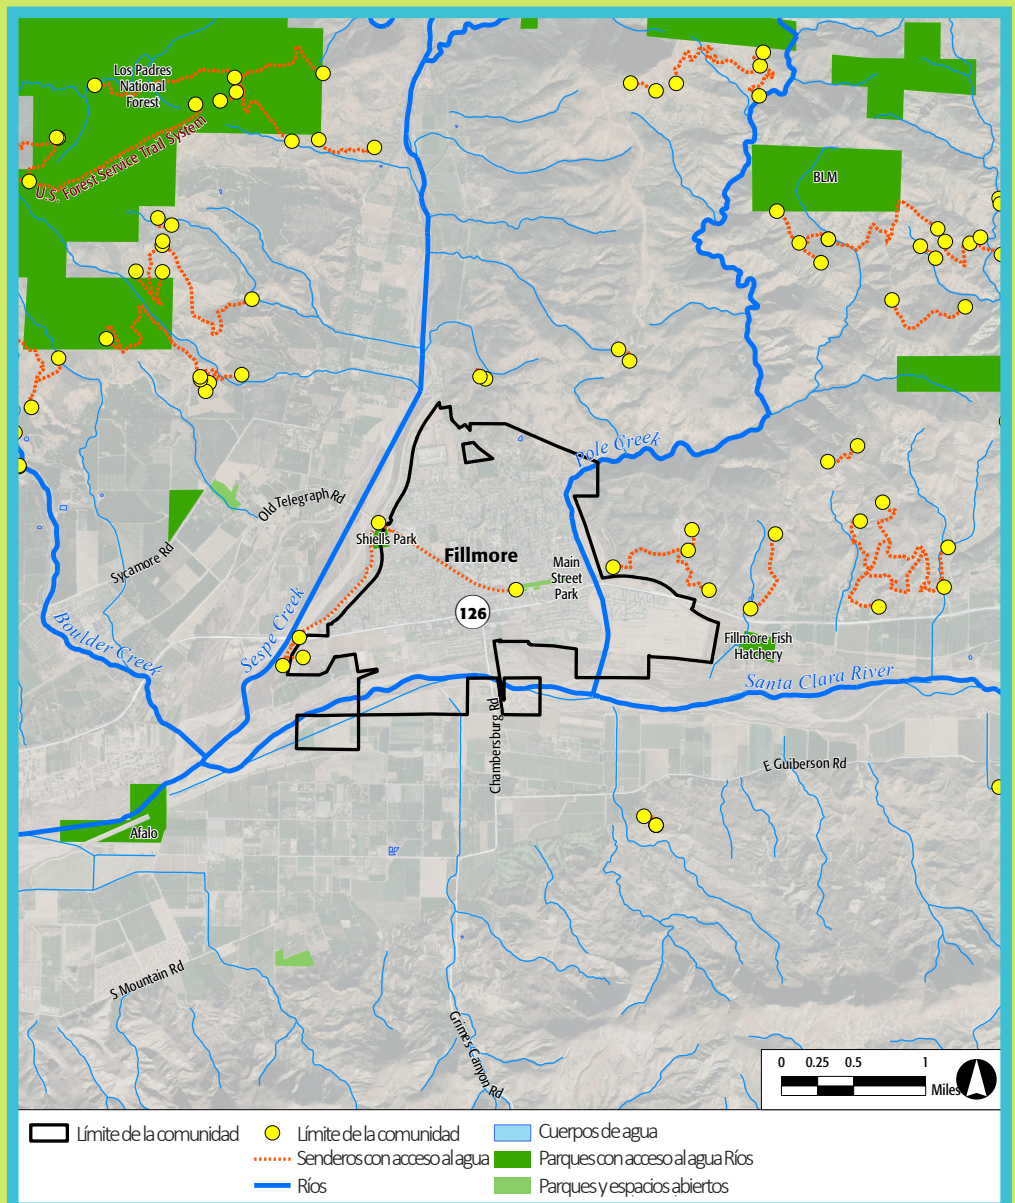 Los Padres
National
Forest
U.S. Forest Service Trail System
BLM
Pole Creek
Old Telegraph Rd
Sycamore Rd
Shiells Park
Fillmore
Main
Street
Park
126
Boulder Creek
Sespe Creek
Fillmore Fish
Hatchery
Santa Clara River
Chambersburg Rd
E Guiberson Rd
Afalo
S Mountain Rd
Grimes Canyon Rd
0 0.25 0.5 1
Miles
Límite de la comunidad
Límite de la comunidad
Cuerpos de agua
Senderos con acceso al agua
Parques con acceso al agua Ríos
Ríos
Parques y espacios abiertos